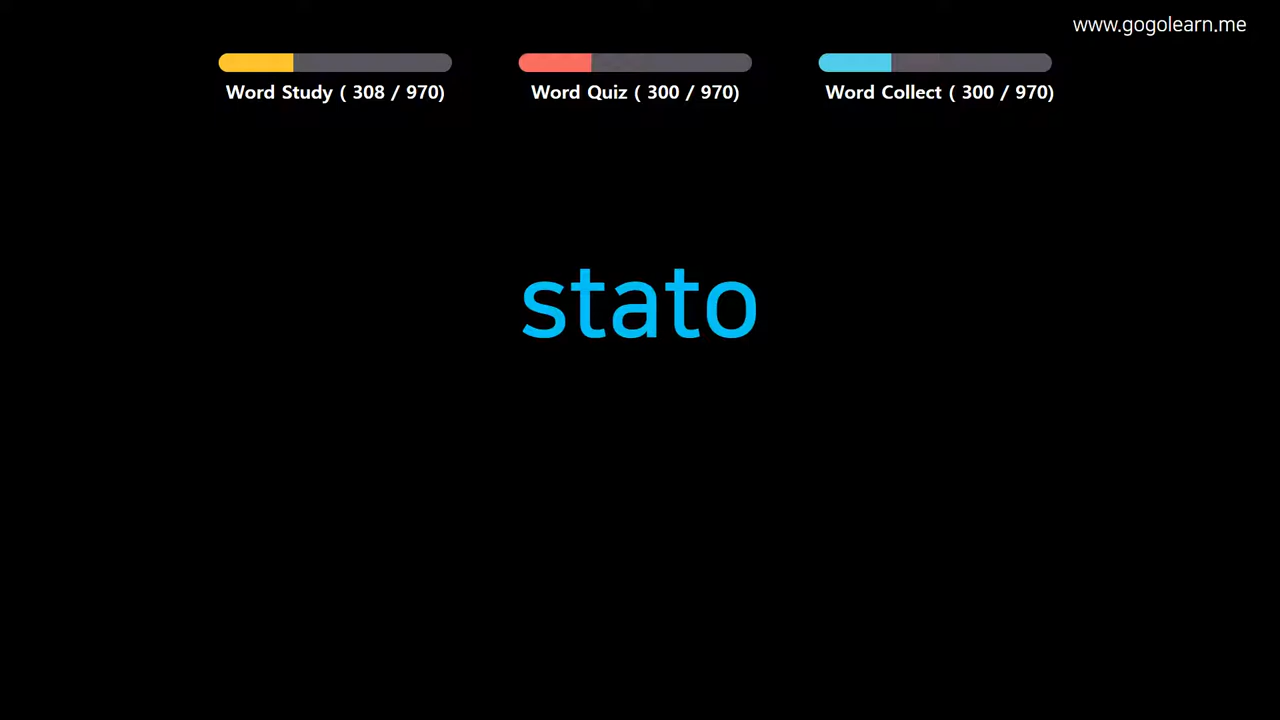 www.gogolearn.me
Word Study ( 308 / 970)
Word Quiz ( 300 / 970)
Word Collect ( 300 / 970)
stato